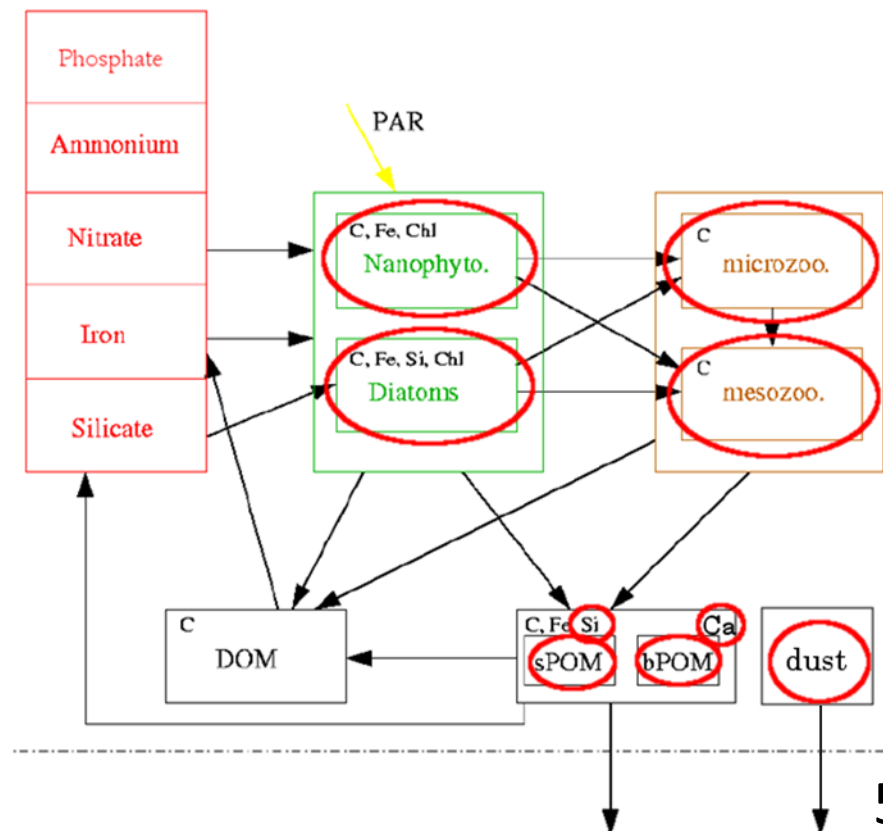 Phosphate
Ammonium
Nitrate
Iron
Silicate
PAR
C, Fe, Chl
Nanophyto.
C, Fe, Si, Chl
Diatoms
C
microzoo.
C
mesozoo.
C
DOM
C, Fe Si
Ca
sPOM
bPOM
dust